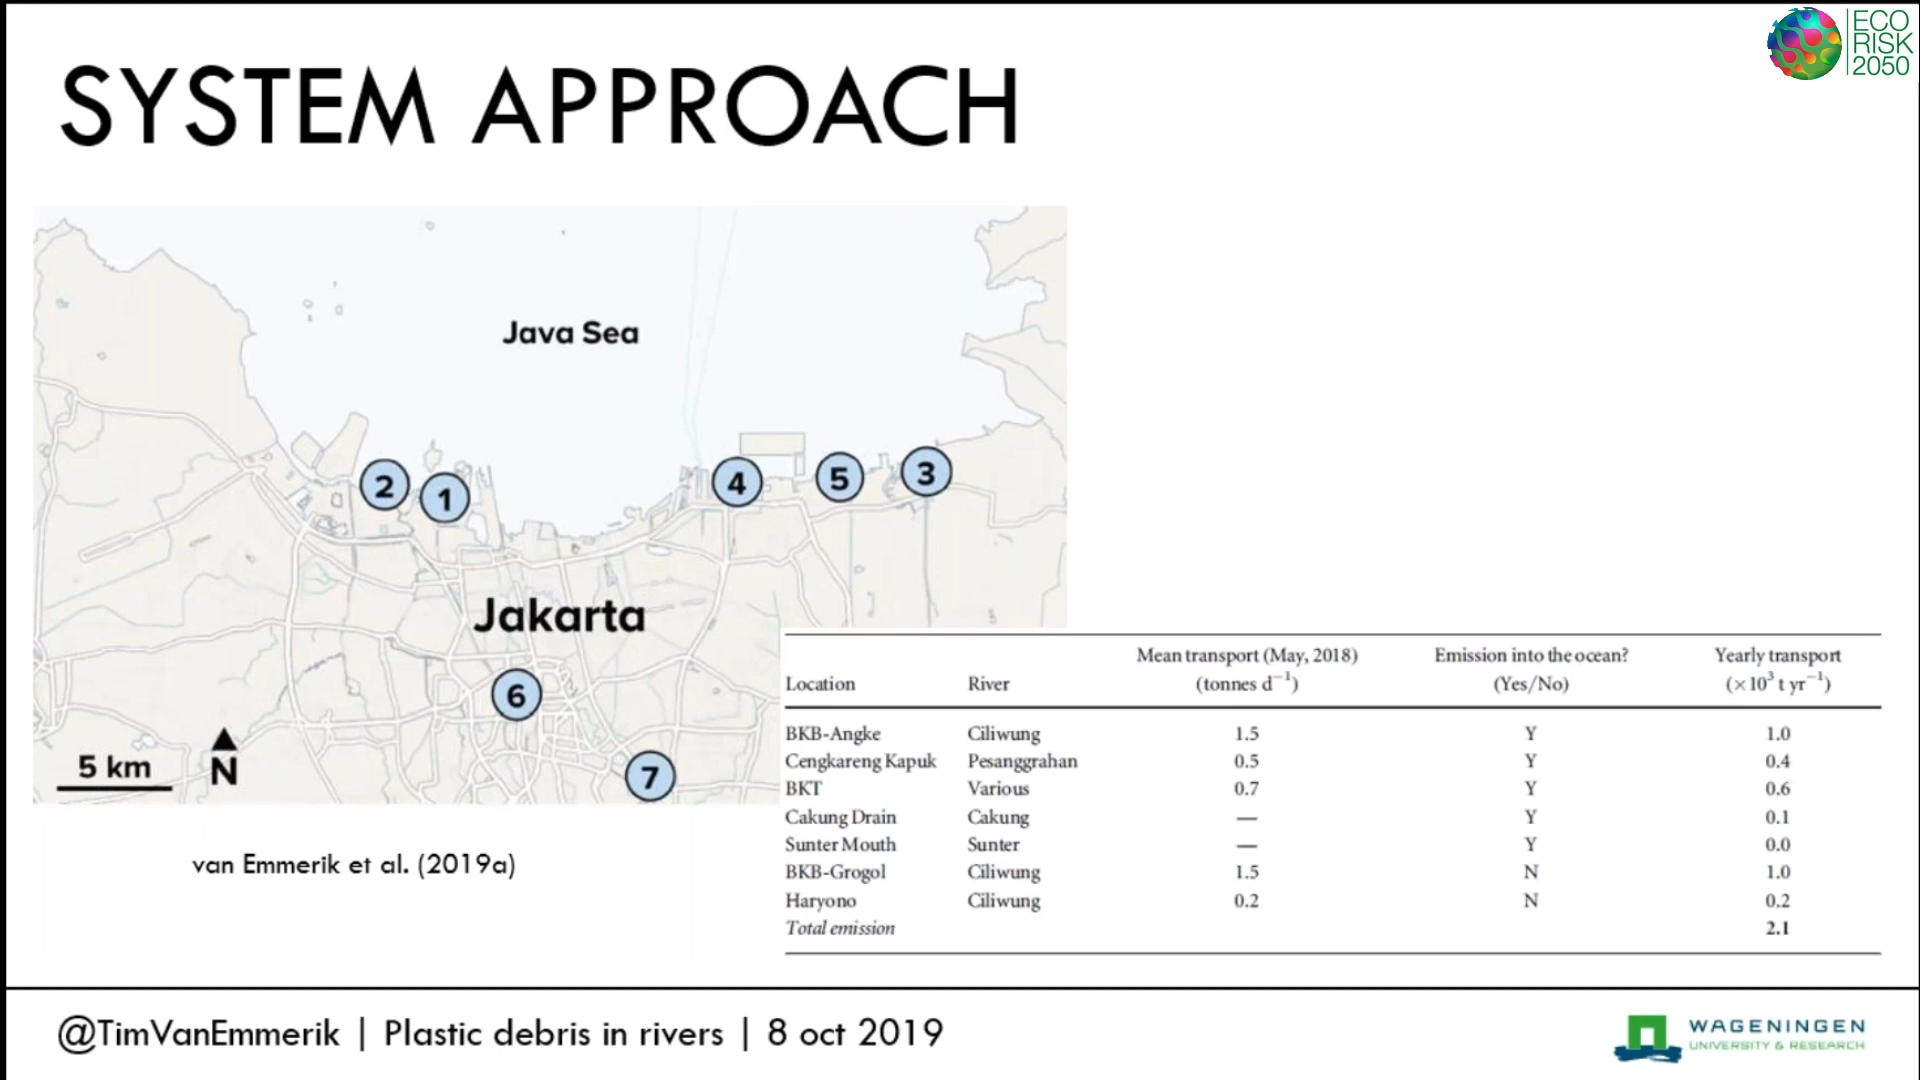 ECO
RISK
2050
SYSTEM APPROACH
Java Sea
2
1
4
5
3
Jakarta
6
7
5 km
N
van Emmerik et al. (2019a)
Location River Mean transport (May, 2018) (tonnes d⁻¹) Emission into the ocean? (Yes/No) Yearly transport (×10³ t yr⁻¹)
BKB-Angke Ciliwung 1.5 Y 1.0
Cengkareng Kapuk Pesanggrahan 0.5 Y 0.4
BKT Various 0.7 Y 0.6
Cakung Drain Cakung — Y 0.1
Sunter Mouth Sunter — Y 0.0
BKB-Grogol Ciliwung 1.5 N 1.0
Haryono Ciliwung 0.2 N 0.2
Total emission 2.1
@TimVanEmmerik | Plastic debris in rivers | 8 oct 2019
WAGENINGEN
UNIVERSITY & RESEARCH